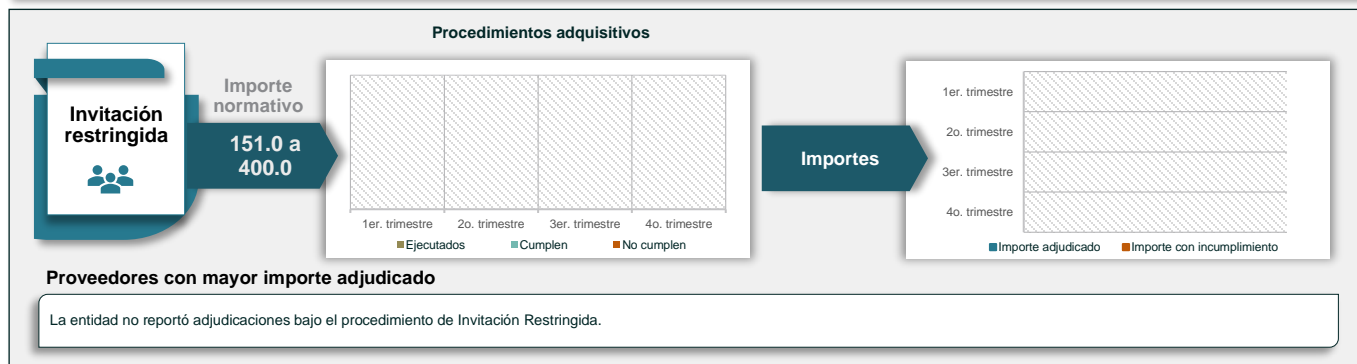 Procedimientos adquisitivos
Invitación
restringida
Importe
normativo
151.0 a
400.0
1er. trimestre 2o. trimestre 3er. trimestre 4o. trimestre
Ejecutados Cumplen No cumplen
Importes
1er. trimestre
2o. trimestre
3er. trimestre
4o. trimestre
Importe adjudicado Importe con incumplimiento
Proveedores con mayor importe adjudicado
La entidad no reportó adjudicaciones bajo el procedimiento de Invitación Restringida.